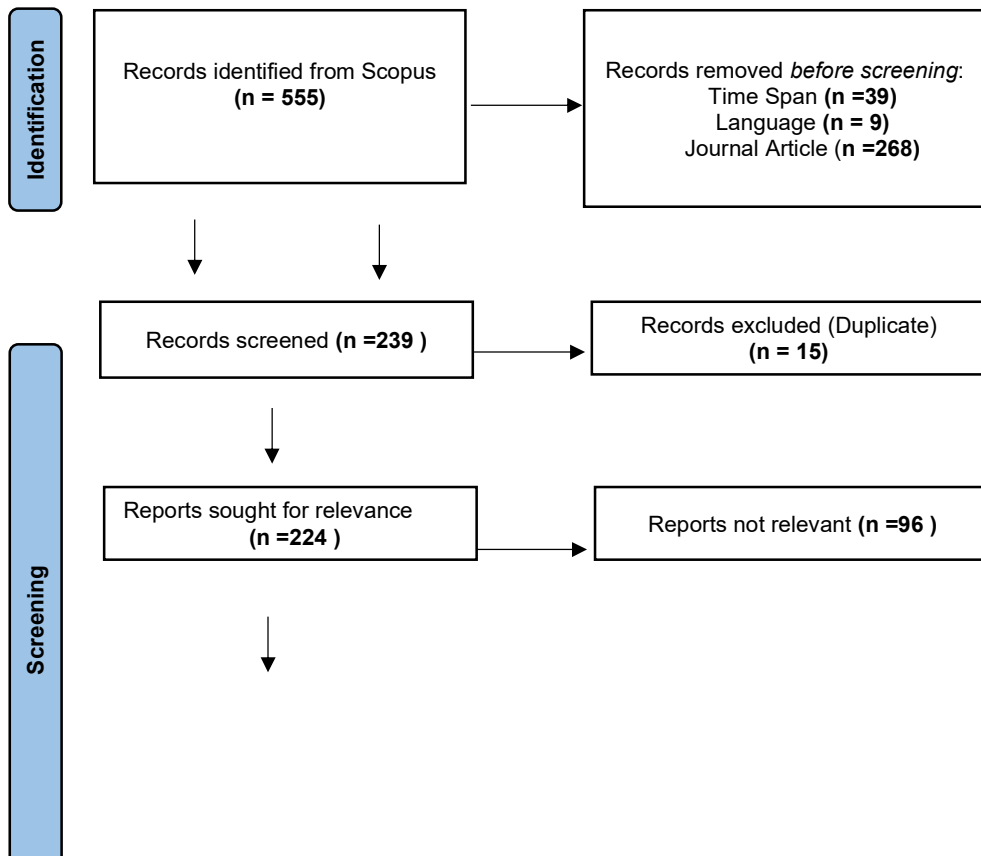 Identification
Records identified from Scopus
(n = 555)
Records removed before screening:
Time Span (n =39)
Language (n = 9)
Journal Article (n =268)
Screening
Records screened (n =239 )
Records excluded (Duplicate)
(n = 15)
Reports sought for relevance
(n =224 )
Reports not relevant (n =96 )